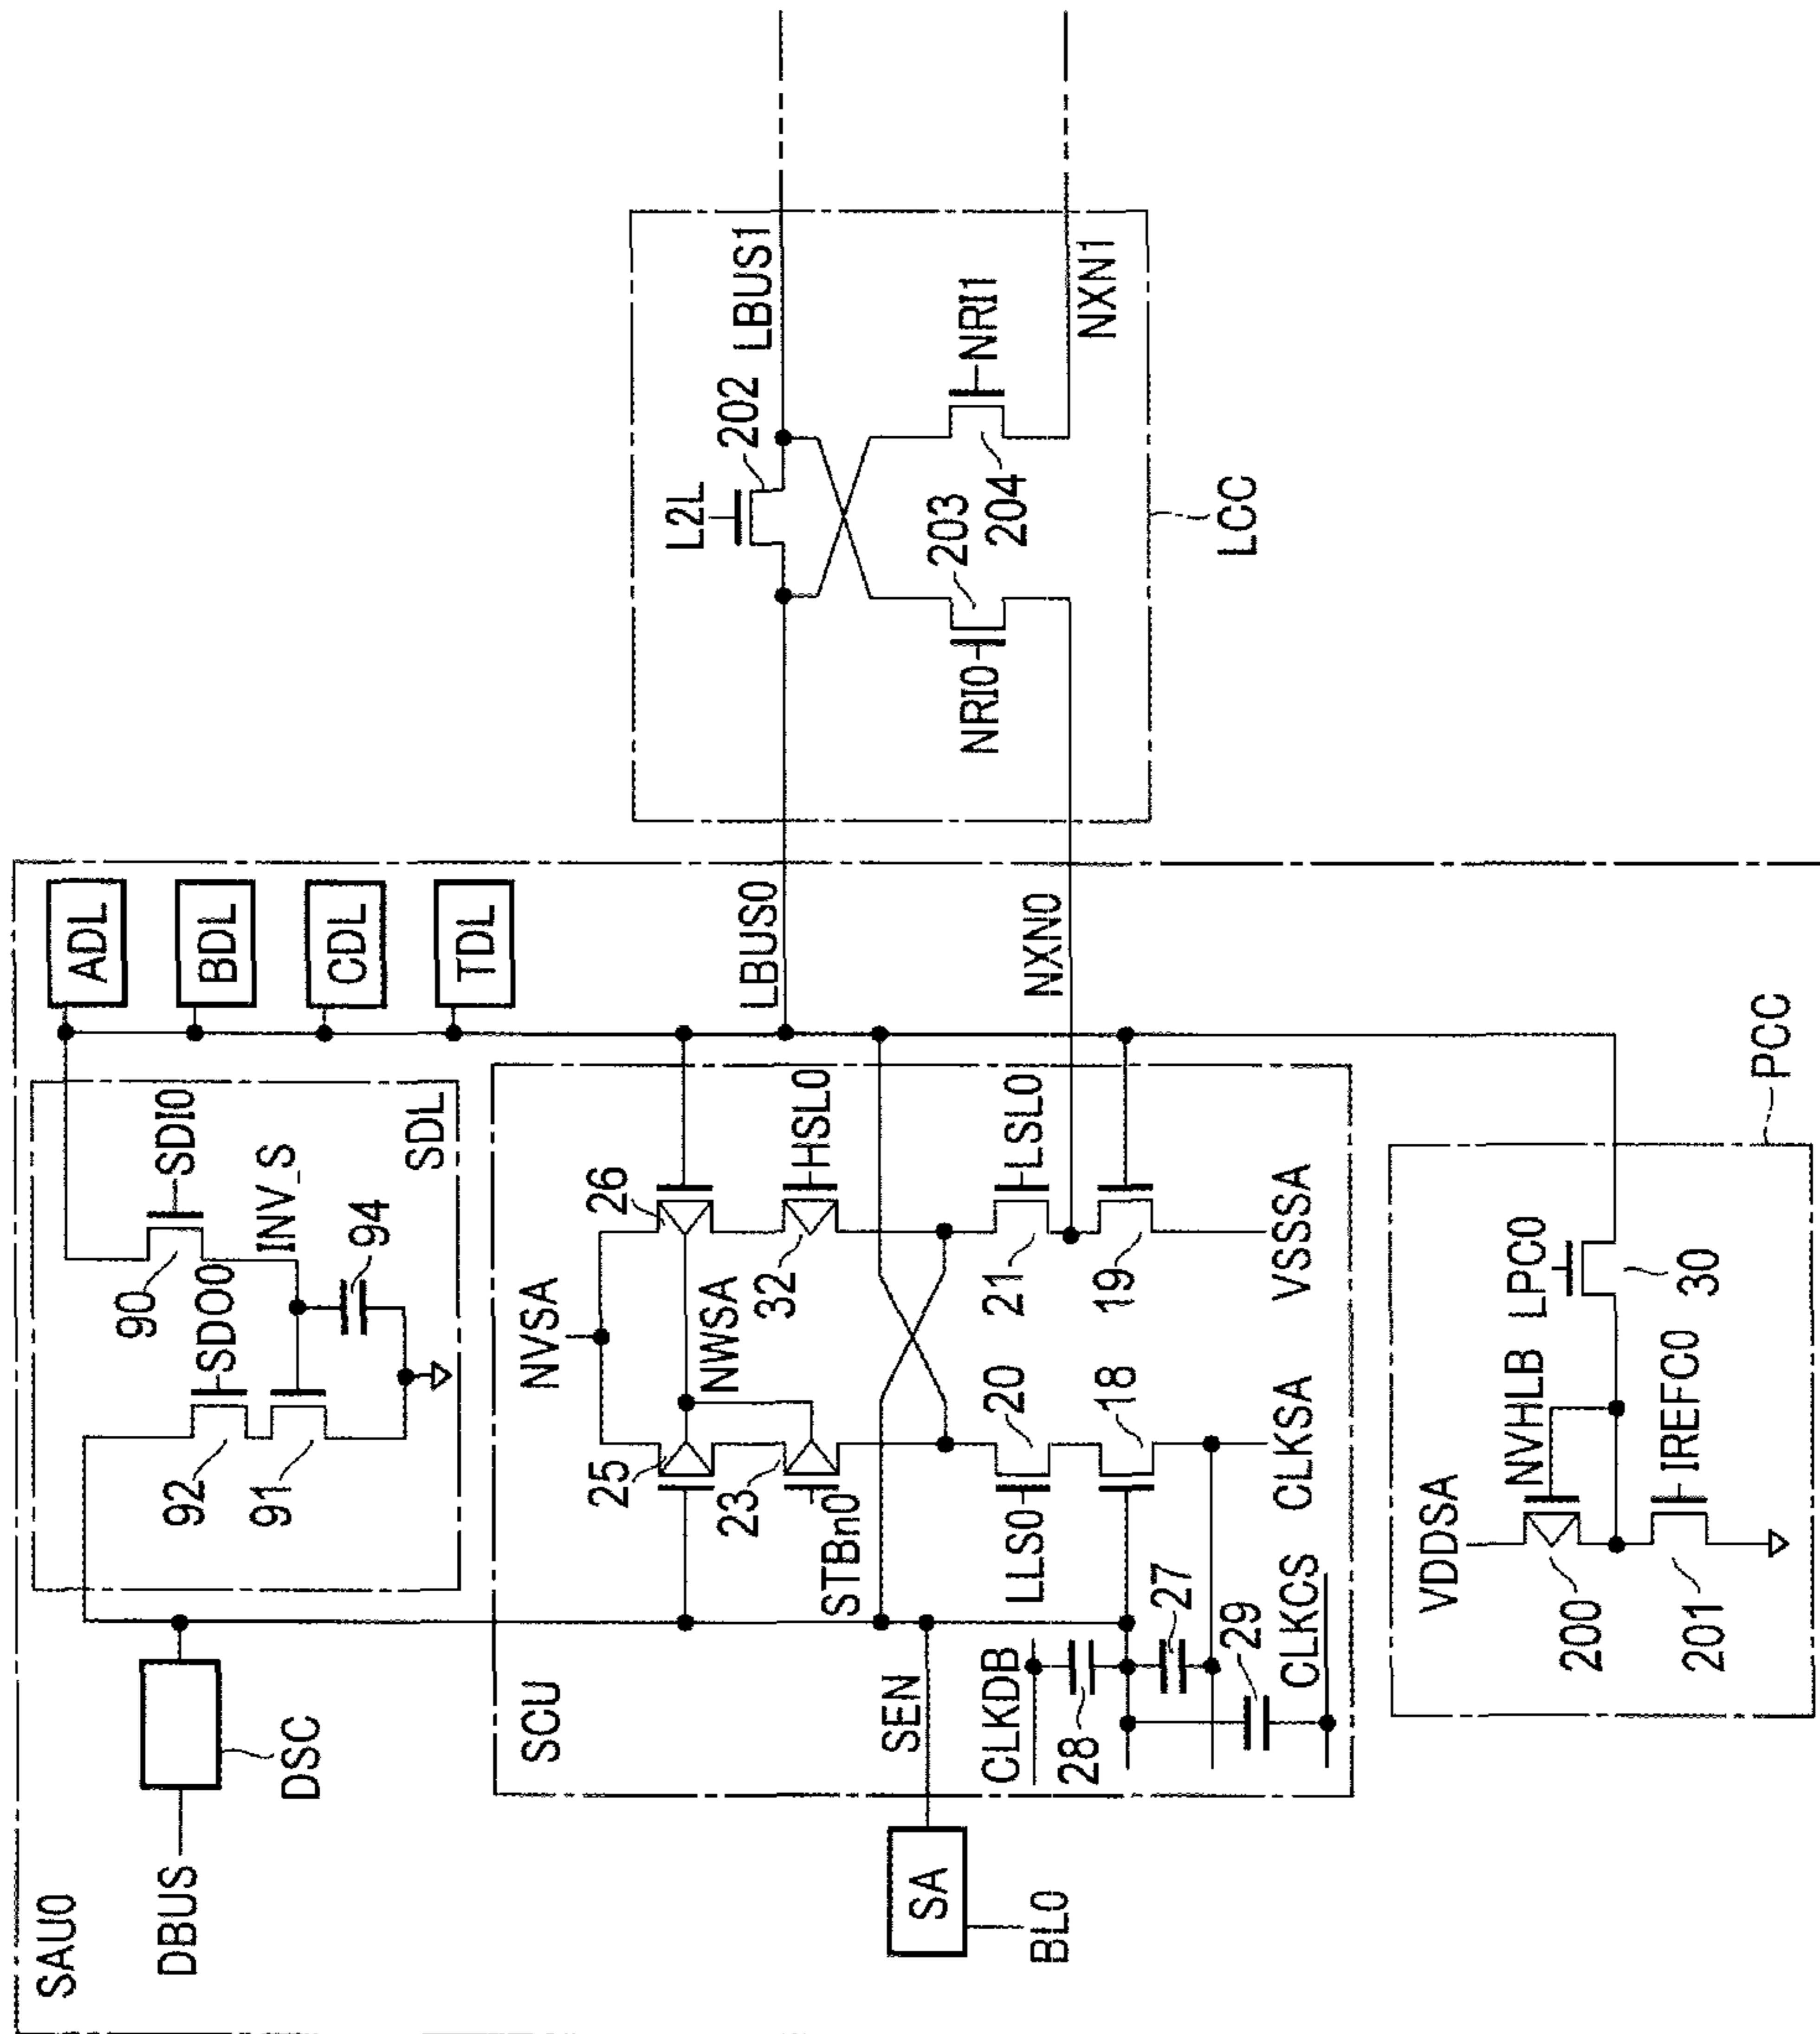 SAU0
DBUS
DSC
ADL
BDL
CDL
TDL
SDI0
SDO0
INV_S
SDL
90
92
91
94
NVSA
SCU
25
26
NWSA
23
32
STBn0
HSL0
LBUS0
SEN
SA
BL0
20
21
LLS0
LSL0
NXN0
18
19
CLKDB
28
27
29
CLKSA
VSSSA
CLKCS
PCC
VDDSA
NVHLB
LPC0
30
200
201
IREFC0
L2L
202
LBUS1
203
204
NRI0
NRI1
NXN1
LCC